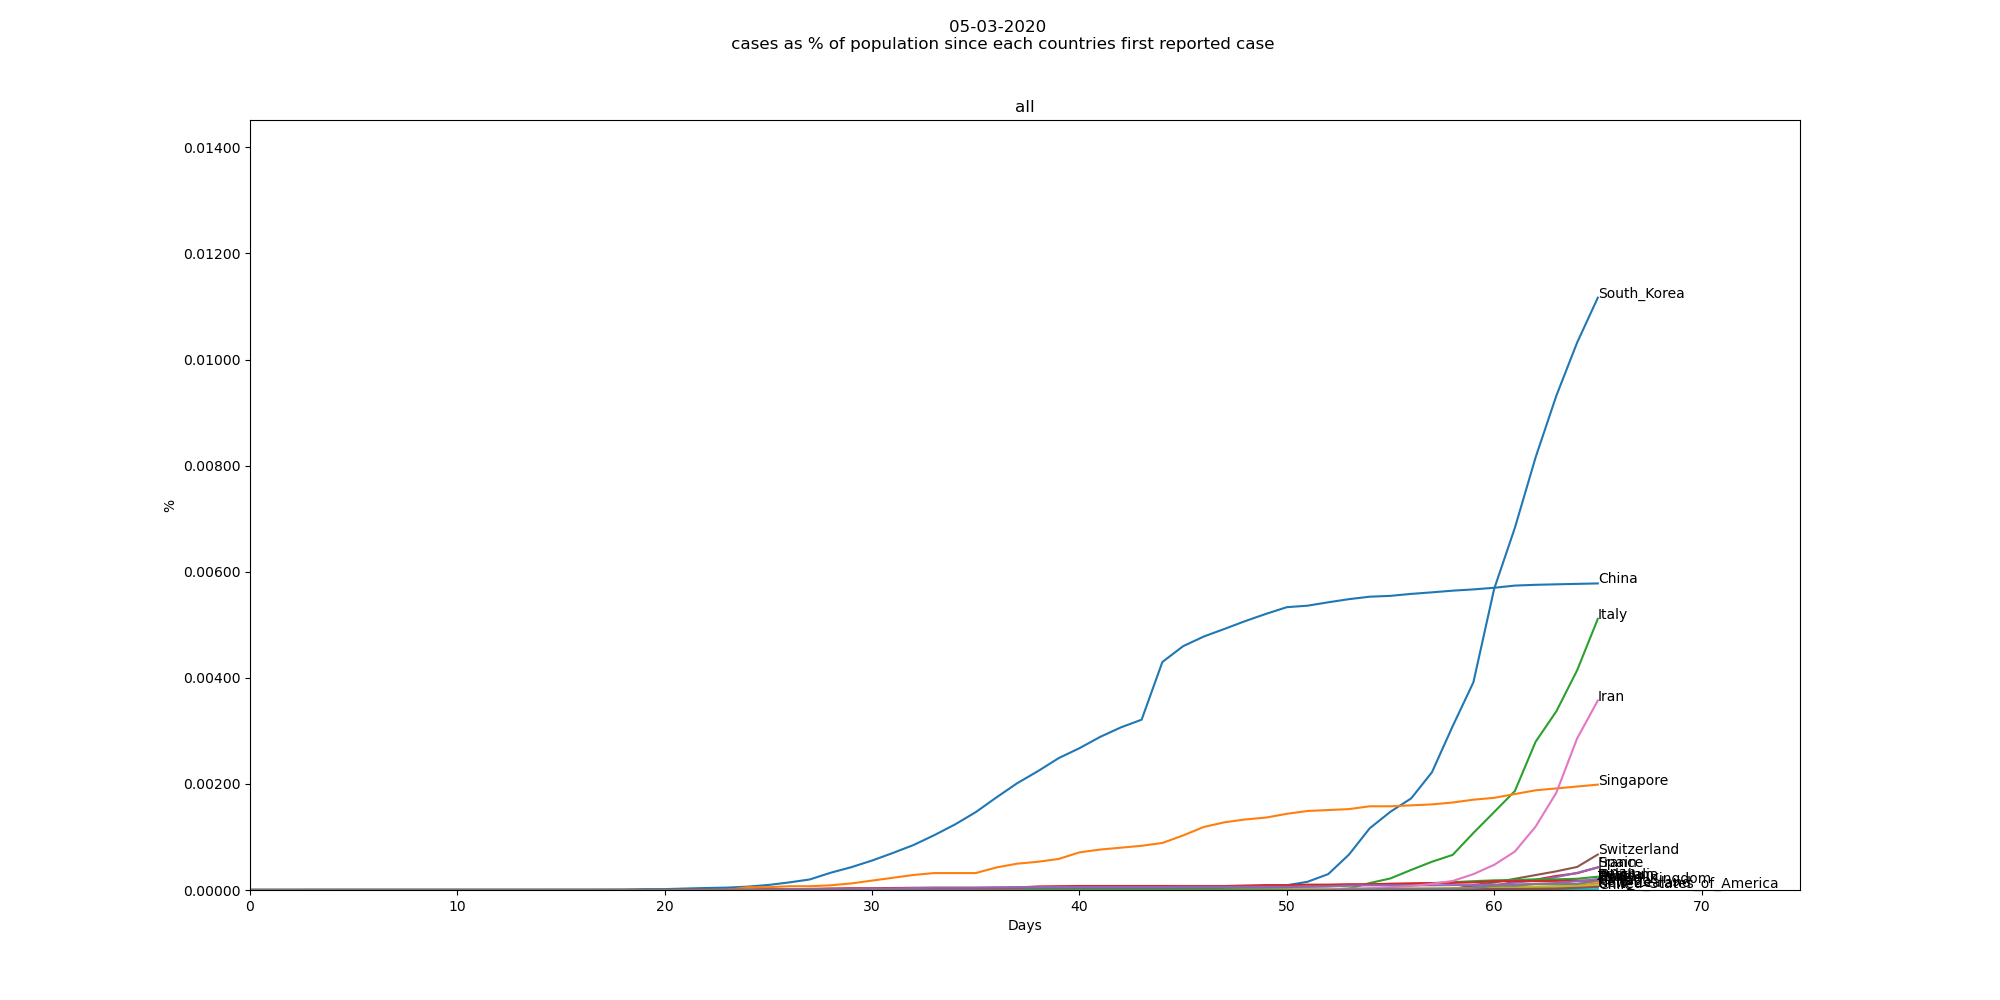 05-03-2020
cases as % of population since each countries first reported case
all
0.01400
0.01200
0.01000
0.00800
0.00600
0.00400
0.00200
0.00000
%
South_Korea
China
Italy
Iran
Singapore
Switzerland
0 10 20 30 40 50 60 70
Days